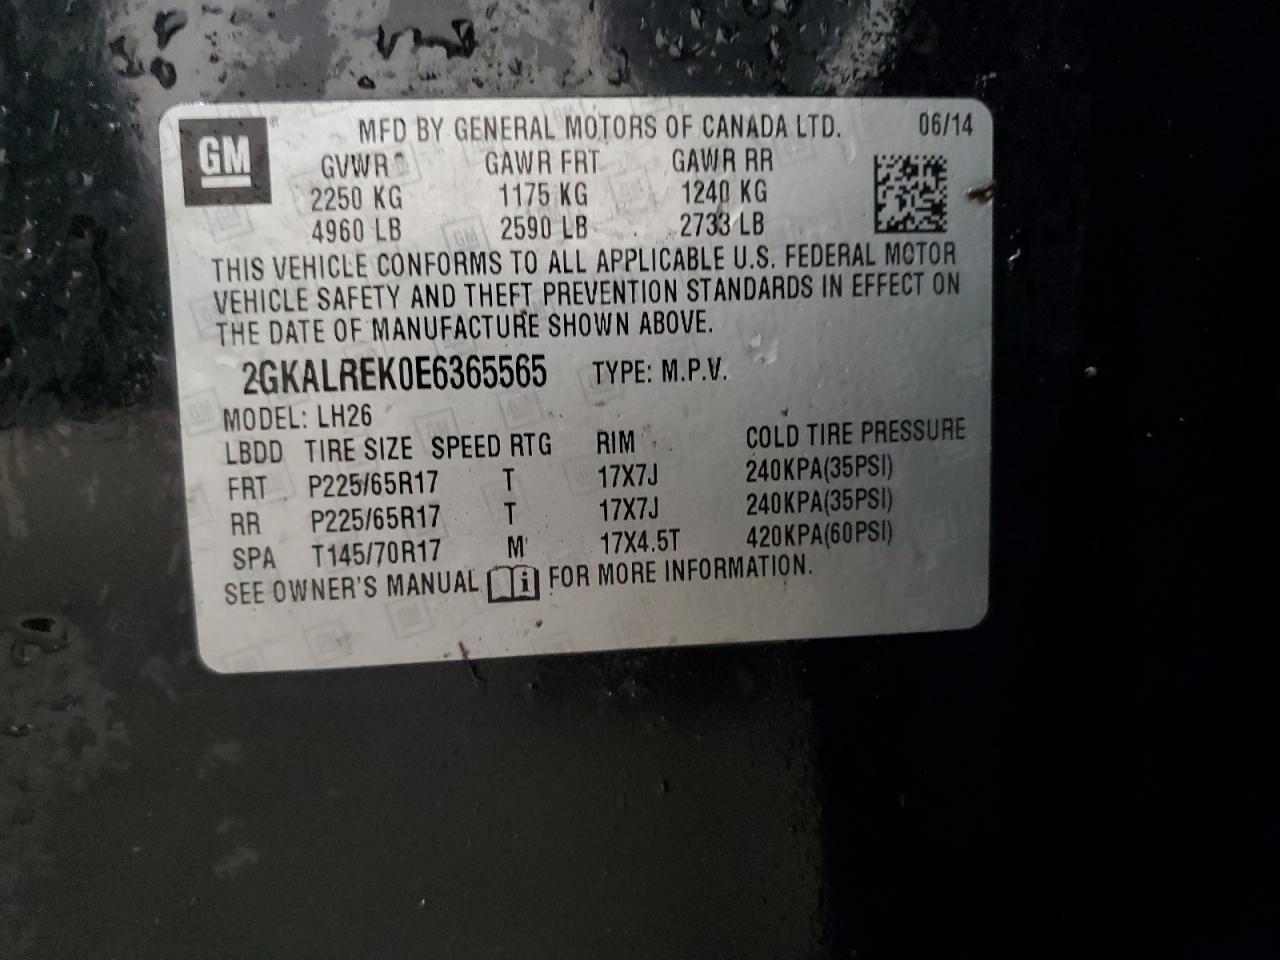 GM ® MFD BY GENERAL MOTORS OF CANADA LTD. 06/14
GVWR GAWR FRT GAWR RR
2250 KG 1175 KG 1240 KG
4960 LB 2590 LB 2733 LB
THIS VEHICLE CONFORMS TO ALL APPLICABLE U.S. FEDERAL MOTOR
VEHICLE SAFETY AND THEFT PREVENTION STANDARDS IN EFFECT ON
THE DATE OF MANUFACTURE SHOWN ABOVE.
2GKALREK0E6365565 TYPE: M.P.V.
MODEL: LH26
LBDD TIRE SIZE SPEED RTG RIM COLD TIRE PRESSURE
FRT P225/65R17 T 17X7J 240KPA(35PSI)
RR P225/65R17 T 17X7J 240KPA(35PSI)
SPA T145/70R17 M 17X4.5T 420KPA(60PSI)
SEE OWNER'S MANUAL i FOR MORE INFORMATION.